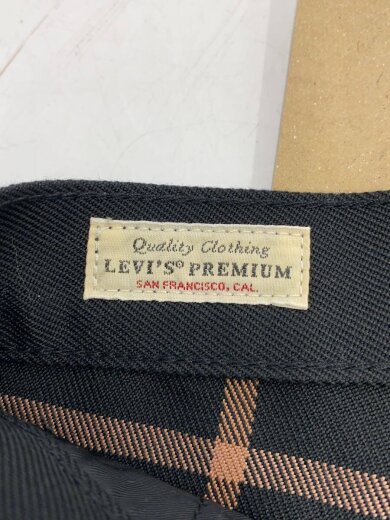 Quality Clothing
LEVI'S® PREMIUM
SAN FRANCISCO, CAL.